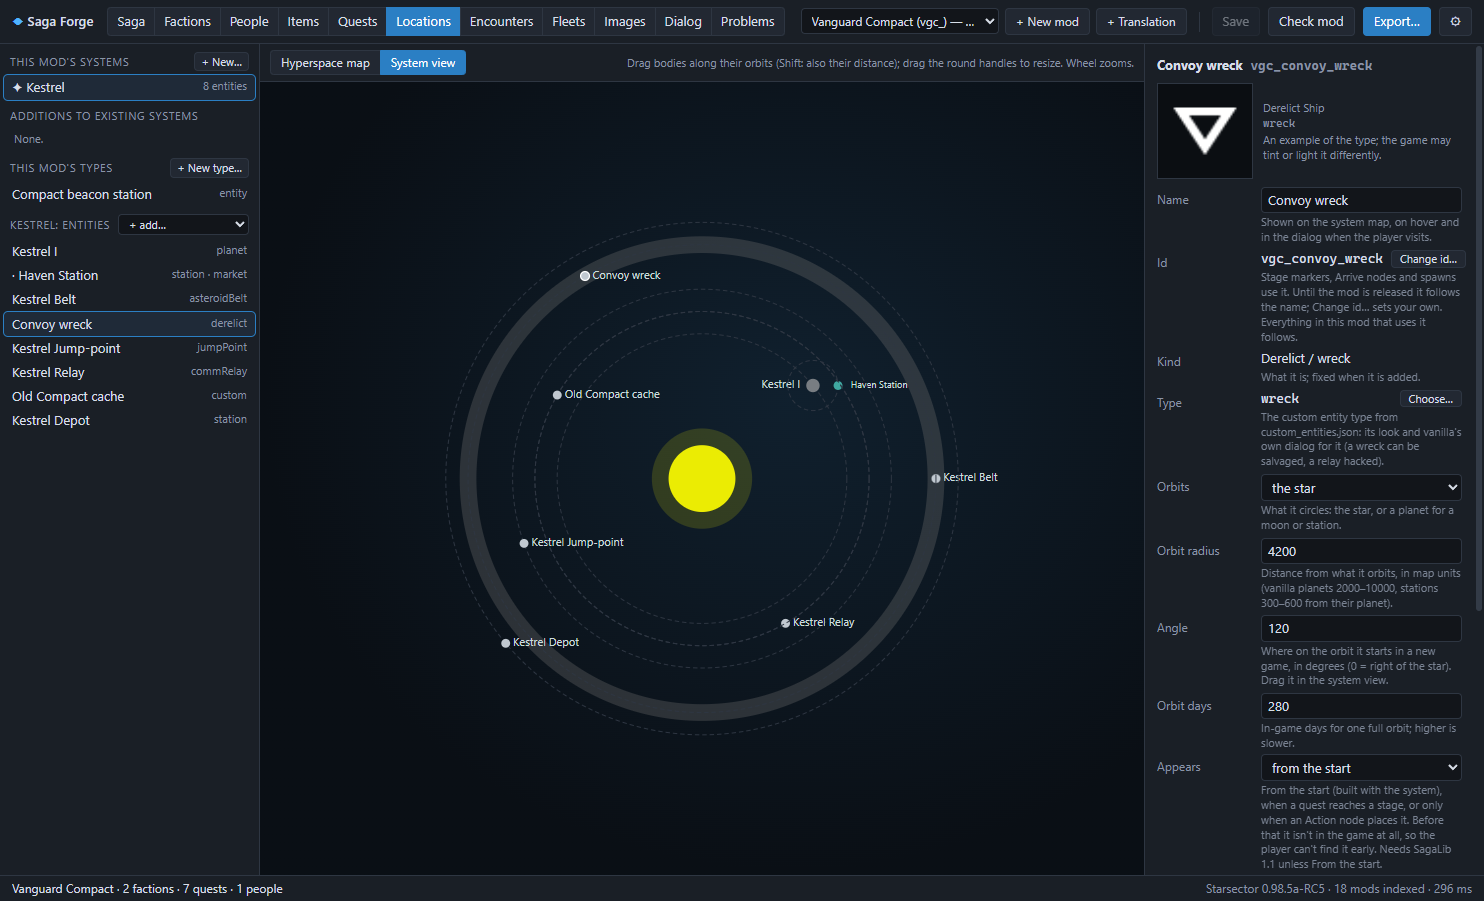 Saga Forge
Saga
Factions
People
Items
Quests
Locations
Encounters
Fleets
Images
Dialog
Problems
Vanguard Compact (vgc_) — ...
+ New mod
+ Translation
Save
Check mod
Export...
THIS MOD'S SYSTEMS
+ New...
Kestrel
8 entities
ADDITIONS TO EXISTING SYSTEMS
None.
THIS MOD'S TYPES
+ New type...
Compact beacon station
entity
KESTREL: ENTITIES
+ add...
Kestrel I
planet
· Haven Station
station · market
Kestrel Belt
asteroidBelt
Convoy wreck
derelict
Kestrel Jump-point
jumpPoint
Kestrel Relay
commRelay
Old Compact cache
custom
Kestrel Depot
station
Hyperspace map
System view
Drag bodies along their orbits (Shift: also their distance); drag the round handles to resize. Wheel zooms.
Convoy wreck
Kestrel I
Haven Station
Old Compact cache
Kestrel Belt
Kestrel Jump-point
Kestrel Relay
Kestrel Depot
Convoy wreck vgc_convoy_wreck
Derelict Ship
wreck
An example of the type; the game may
tint or light it differently.
Name
Convoy wreck
Shown on the system map, on hover and
in the dialog when the player visits.
Id
vgc_convoy_wreck
Change id...
Stage markers, Arrive nodes and spawns
use it. Until the mod is released it follows
the name; Change id... sets your own.
Everything in this mod that uses it
follows.
Kind
Derelict / wreck
What it is; fixed when it is added.
Type
wreck
Choose...
The custom entity type from
custom_entities.json: its look and vanilla's
own dialog for it (a wreck can be
salvaged, a relay hacked).
Orbits
the star
What it circles: the star, or a planet for a
moon or station.
Orbit radius
4200
Distance from what it orbits, in map units
(vanilla planets 2000–10000, stations
300–600 from their planet).
Angle
120
Where on the orbit it starts in a new
game, in degrees (0 = right of the star).
Drag it in the system view.
Orbit days
280
In-game days for one full orbit; higher is
slower.
Appears
from the start
From the start (built with the system),
when a quest reaches a stage, or only
when an Action node places it. Before
that it isn't in the game at all, so the
player can't find it early. Needs SagaLib
1.1 unless From the start.
Vanguard Compact · 2 factions · 7 quests · 1 people
Starsector 0.98.5a-RC5 · 18 mods indexed · 296 ms